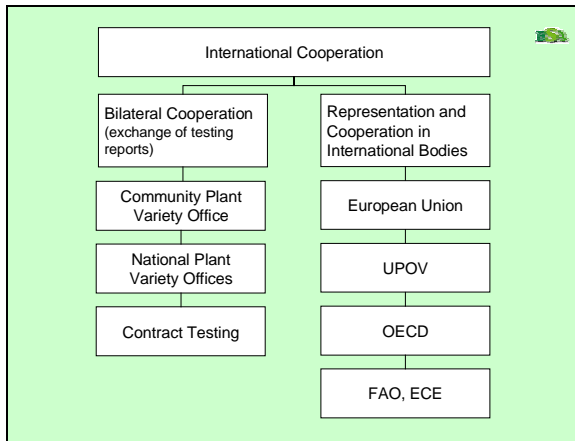 International Cooperation
Bilateral Cooperation
(exchange of testing
reports)
Community Plant
Variety Office
National Plant
Variety Offices
Contract Testing
Representation and
Cooperation in
International Bodies
European Union
UPOV
OECD
FAO, ECE